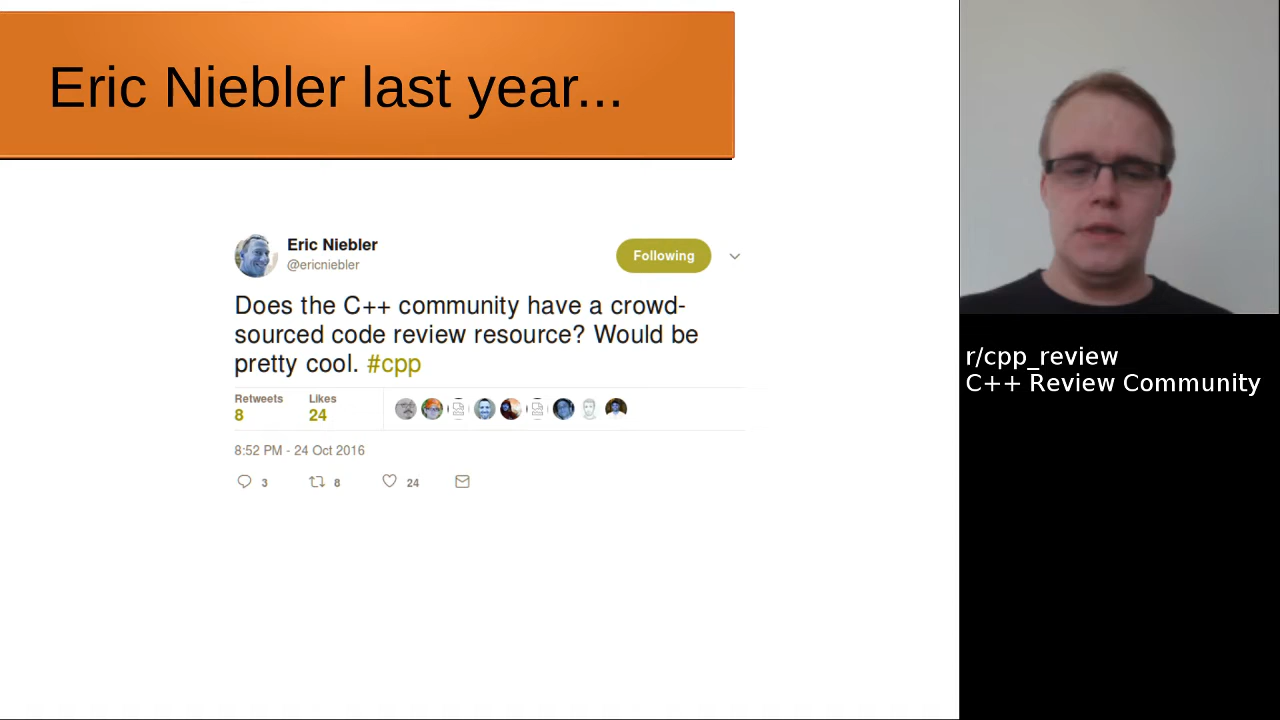 Eric Niebler last year...
Eric Niebler
@ericniebler
Following
Does the C++ community have a crowd-
sourced code review resource? Would be
pretty cool. #cpp
Retweets Likes
8 24
8:52 PM - 24 Oct 2016
3 8 24
r/cpp_review
C++ Review Community